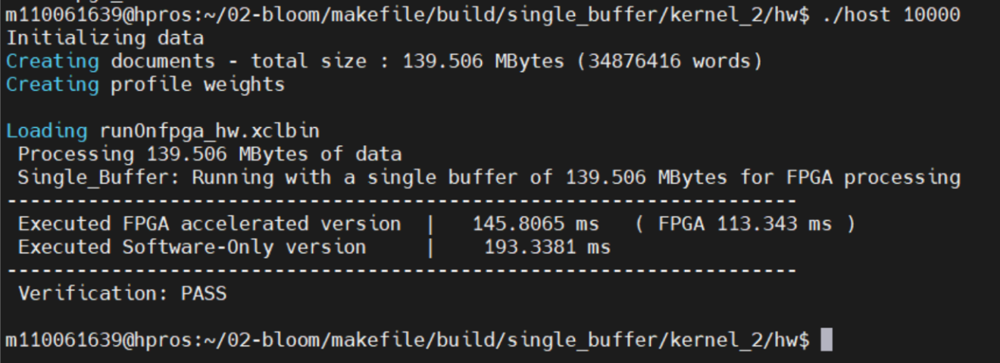 m110061639@hpros:~/02-bloom/makefile/build/single_buffer/kernel_2/hw$ ./host 10000
Initializing data
Creating documents - total size : 139.506 MBytes (34876416 words)
Creating profile weights
Loading runOnfpga_hw.xclbin
Processing 139.506 MBytes of data
Single_Buffer: Running with a single buffer of 139.506 MBytes for FPGA processing
--------------------------------------------------------------------
Executed FPGA accelerated version | 145.8065 ms ( FPGA 113.343 ms )
Executed Software-Only version | 193.3381 ms
--------------------------------------------------------------------
Verification: PASS
m110061639@hpros:~/02-bloom/makefile/build/single_buffer/kernel_2/hw$